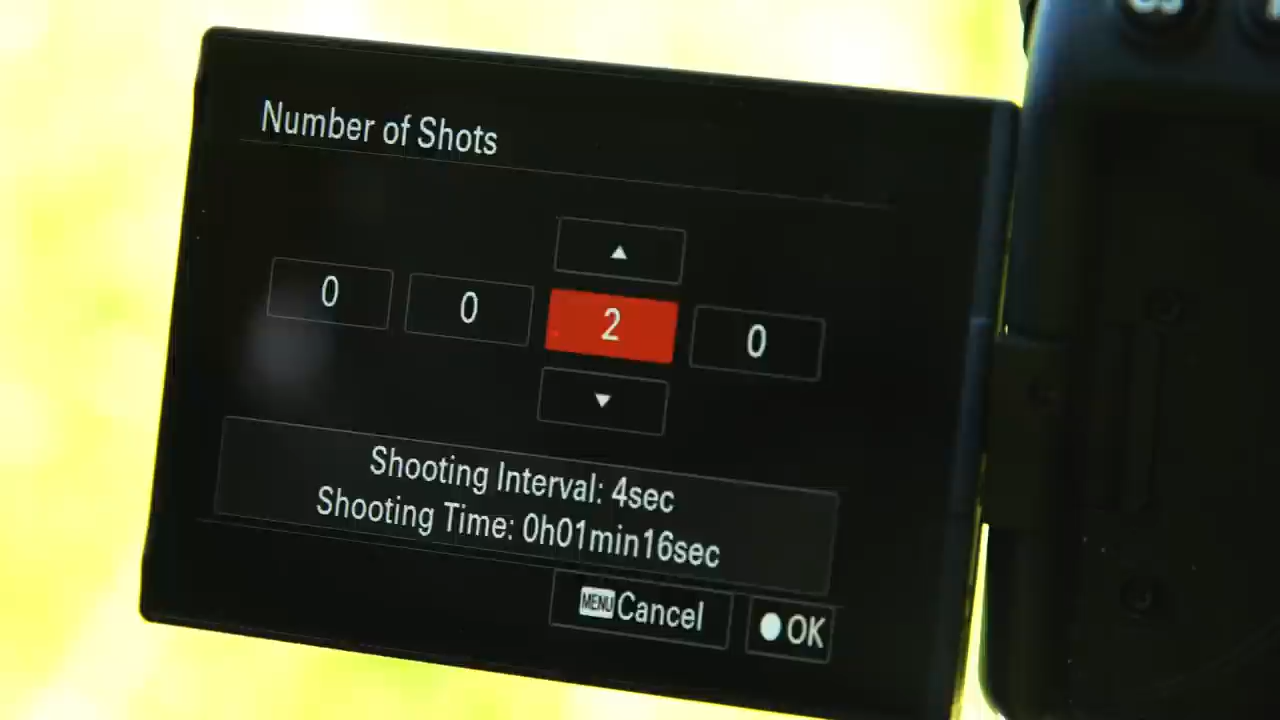 Number of Shots
0 0 2 0
Shooting Interval: 4sec
Shooting Time: 0h01min16sec
MENU Cancel
OK